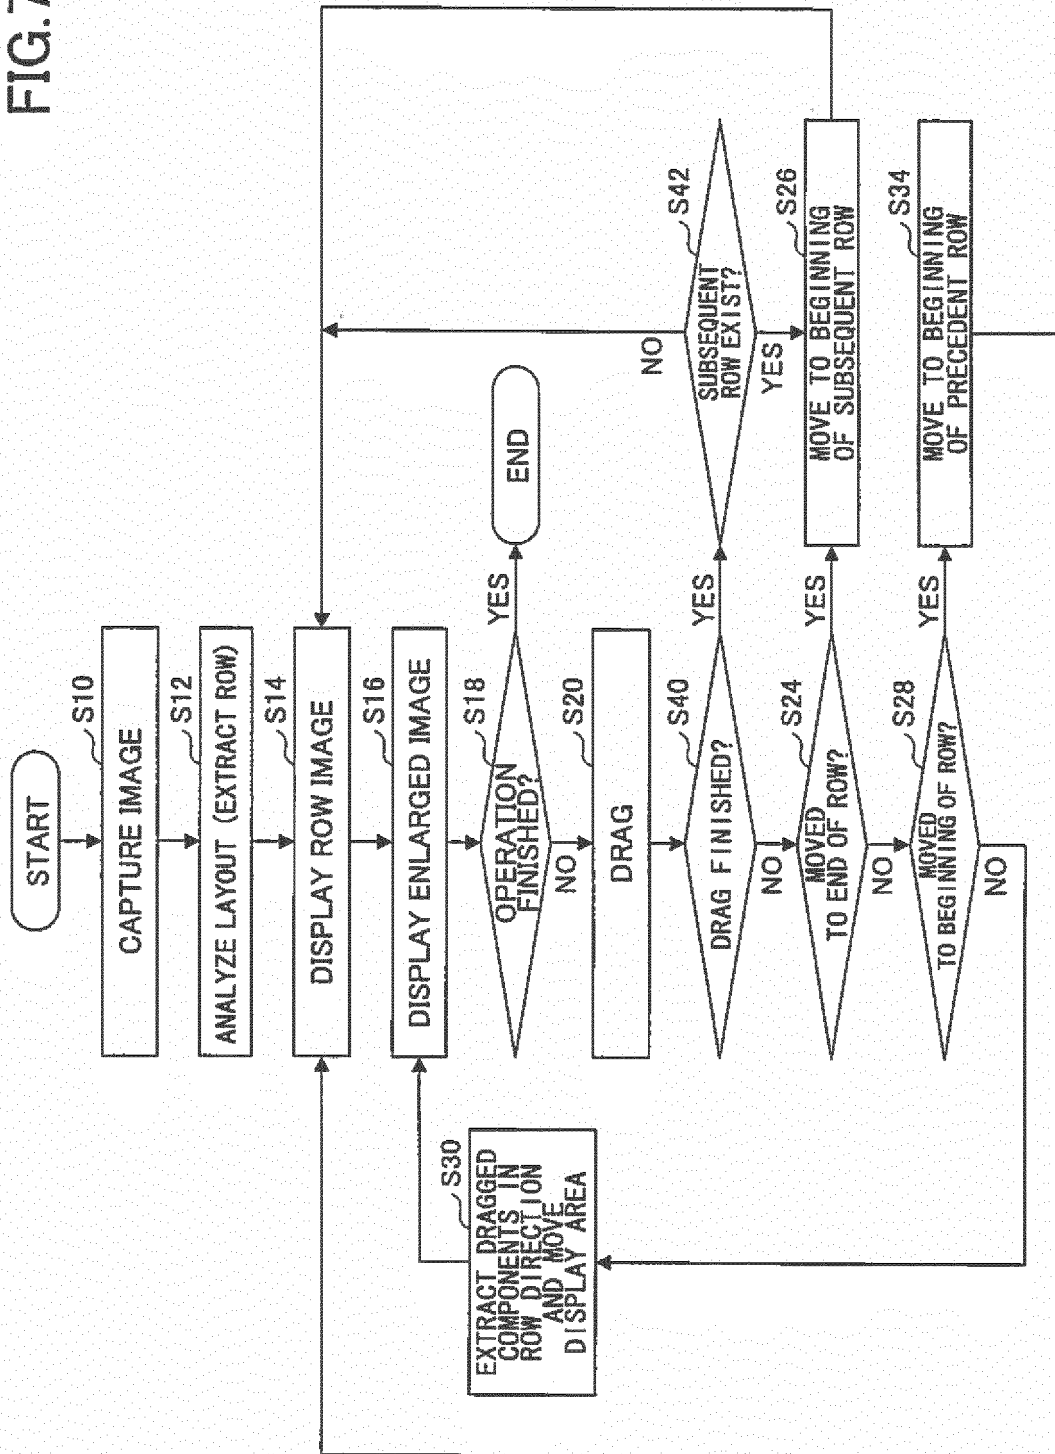 FIG.7
START
S10
CAPTURE IMAGE
S12
ANALYZE LAYOUT (EXTRACT ROW)
S14
DISPLAY ROW IMAGE
S16
DISPLAY ENLARGED IMAGE
S18
OPERATION
FINISHED?
YES
END
NO
S20
DRAG
S40
DRAG FINISHED?
YES
S42
SUBSEQUENT
ROW EXIST?
NO
YES
NO
S24
MOVED
TO END OF ROW?
YES
S26
MOVE TO BEGINNING
OF SUBSEQUENT ROW
NO
S28
MOVED
TO BEGINNING OF ROW?
YES
S34
MOVE TO BEGINNING
OF PRECEDENT ROW
NO
S30
EXTRACT DRAGGED
COMPONENTS IN
ROW DIRECTION
AND MOVE
DISPLAY AREA